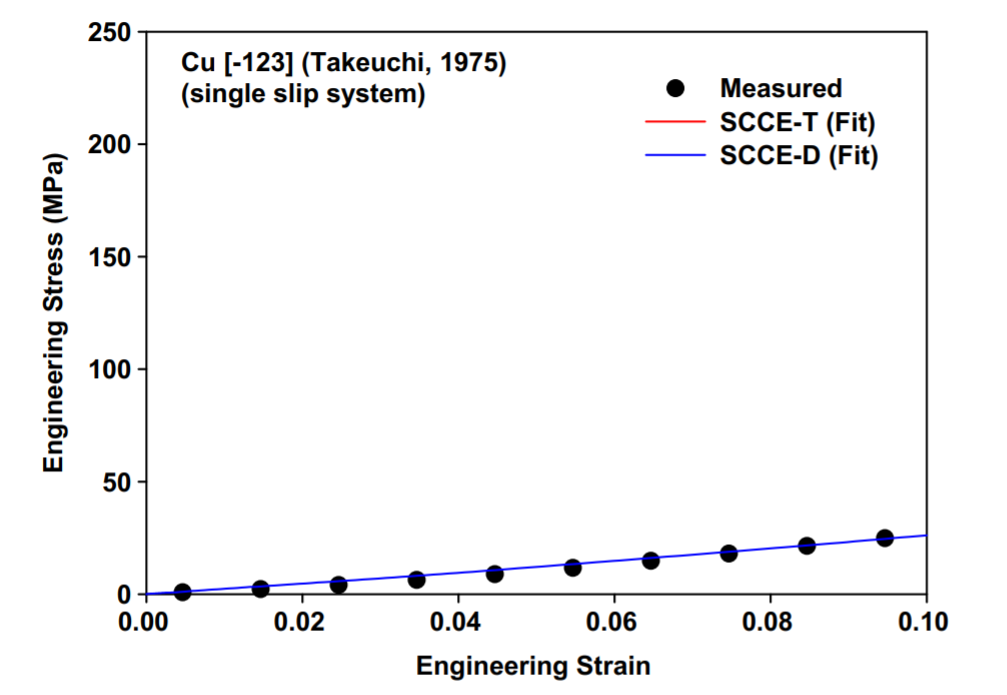 Cu [-123] (Takeuchi, 1975)
(single slip system)
Measured
SCCE-T (Fit)
SCCE-D (Fit)
Engineering Stress (MPa)
250
200
150
100
50
0
0.00 0.02 0.04 0.06 0.08 0.10
Engineering Strain